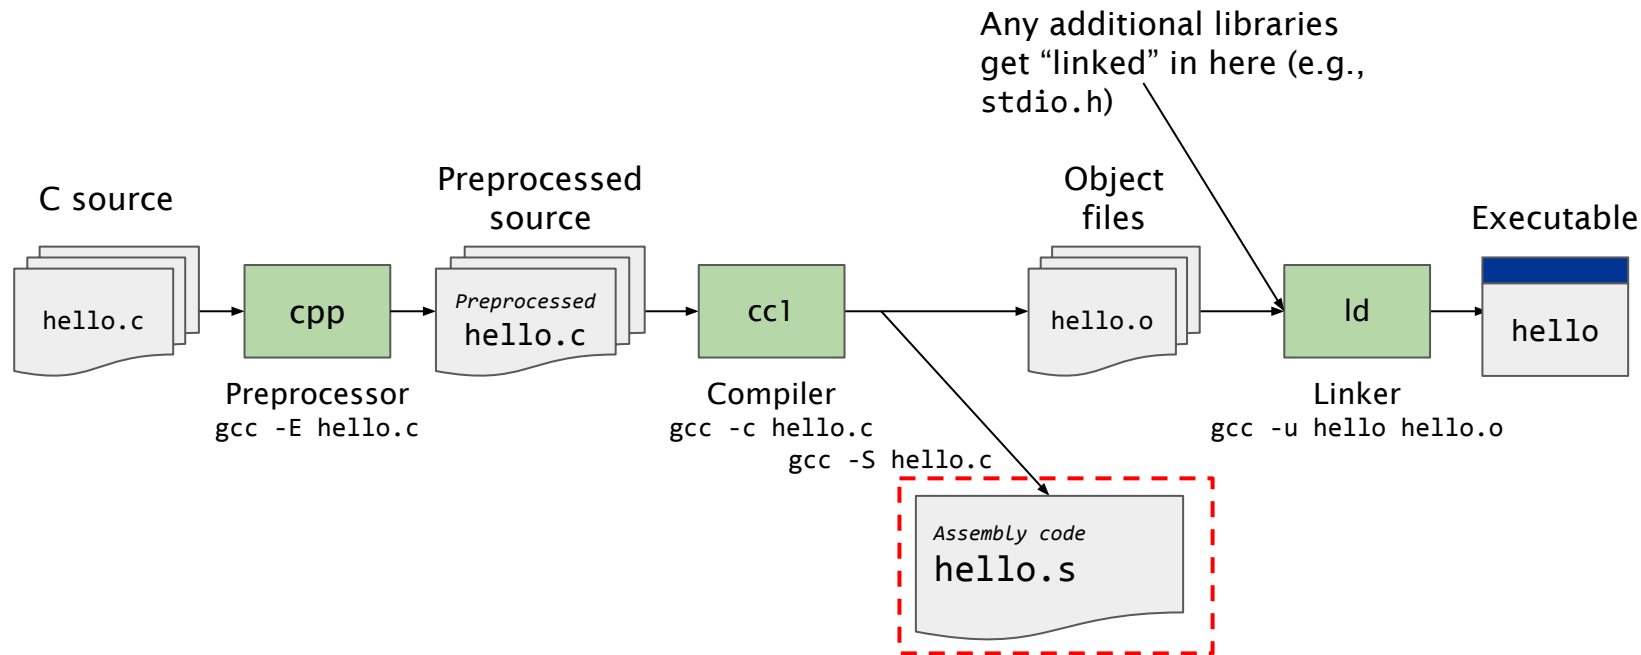 Any additional libraries
get “linked” in here (e.g.,
stdio.h)
C source
Preprocessed
source
Object
files
Executable
hello.c
cpp
Preprocessed
hello.c
cc1
hello.o
ld
hello
Preprocessor
gcc -E hello.c
Compiler
gcc -c hello.c
gcc -S hello.c
Linker
gcc -u hello hello.o
Assembly code
hello.s